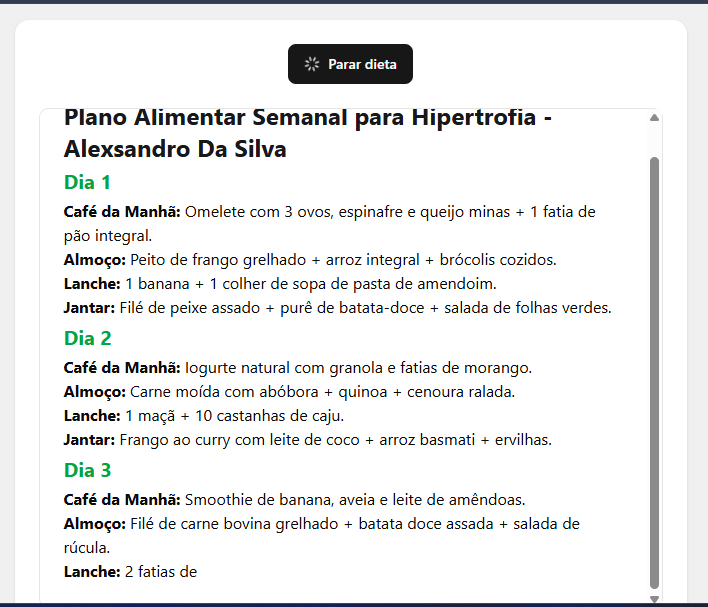 Parar dieta
Plano Alimentar Semanal para Hipertrofia -
Alexsandro Da Silva
Dia 1
Café da Manhã: Omelete com 3 ovos, espinafre e queijo minas + 1 fatia de
pão integral.
Almoço: Peito de frango grelhado + arroz integral + brócolis cozidos.
Lanche: 1 banana + 1 colher de sopa de pasta de amendoim.
Jantar: Filé de peixe assado + purê de batata-doce + salada de folhas verdes.
Dia 2
Café da Manhã: Iogurte natural com granola e fatias de morango.
Almoço: Carne moída com abóbora + quinoa + cenoura ralada.
Lanche: 1 maçã + 10 castanhas de caju.
Jantar: Frango ao curry com leite de coco + arroz basmati + ervilhas.
Dia 3
Café da Manhã: Smoothie de banana, aveia e leite de amêndoas.
Almoço: Filé de carne bovina grelhado + batata doce assada + salada de
rúcula.
Lanche: 2 fatias de